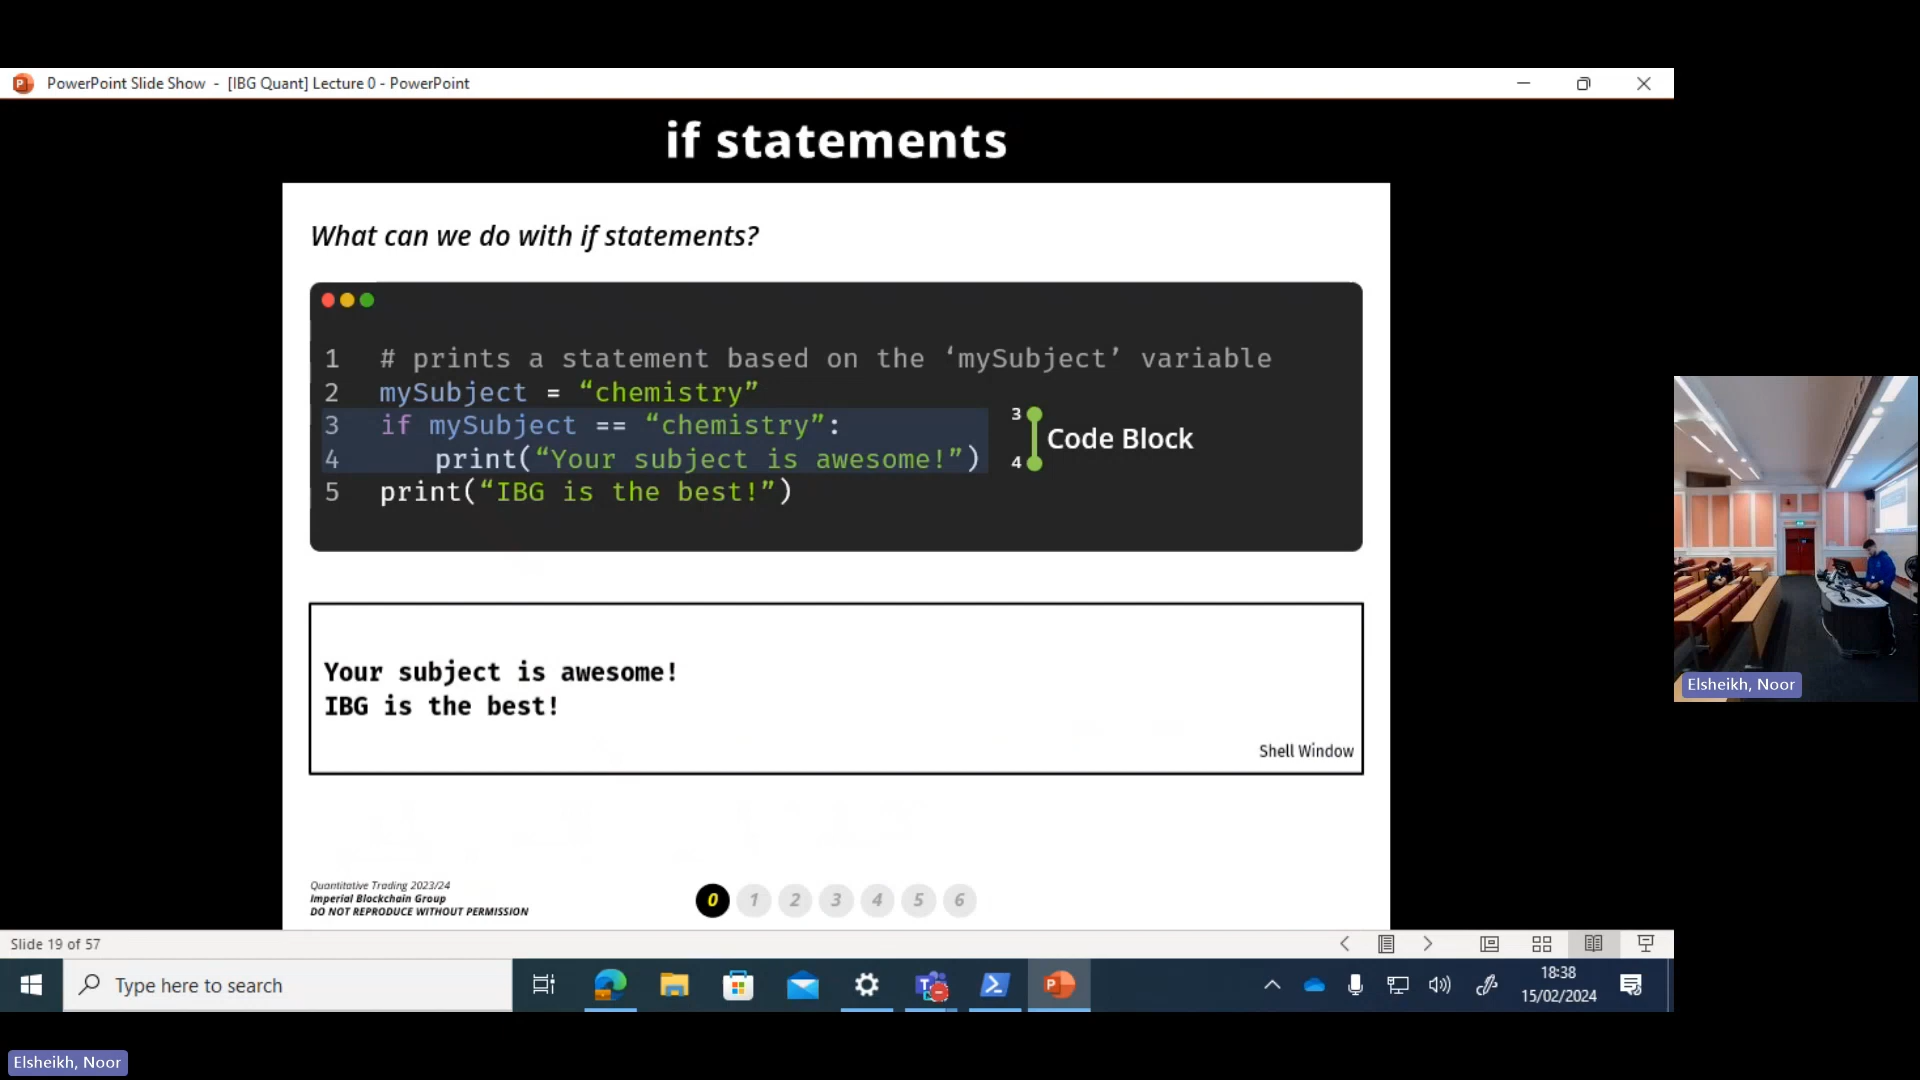 PowerPoint Slide Show - [IBG Quant] Lecture 0 - PowerPoint
if statements
What can we do with if statements?
1 # prints a statement based on the ‘mySubject’ variable
2 mySubject = “chemistry”
3 if mySubject == “chemistry”:
4 print(“Your subject is awesome!”)
5 print(“IBG is the best!”)
3
Code Block
4
Your subject is awesome!
IBG is the best!
Shell Window
Quantitative Trading 2023/24
Imperial Blockchain Group
DO NOT REPRODUCE WITHOUT PERMISSION
0 1 2 3 4 5 6
Elsheikh, Noor
Slide 19 of 57
Type here to search
18:38
15/02/2024
Elsheikh, Noor